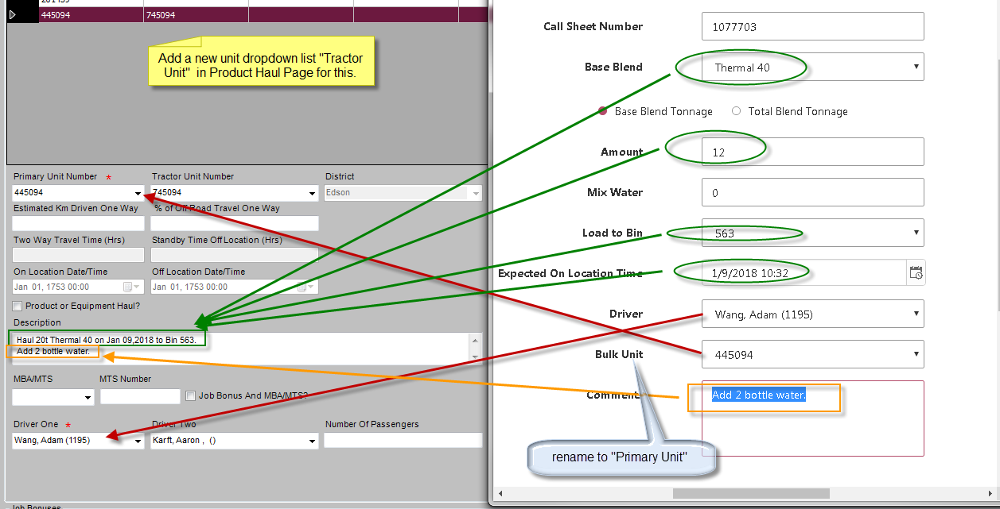 445094 745094
Add a new unit dropdown list "Tractor
Unit" in Product Haul Page for this.
Primary Unit Number * Tractor Unit Number District
445094 745094 Edson
Estimated Km Driven One Way % of Off Road Travel One Way
Two Way Travel Time (Hrs) Standby Time Off Location (Hrs)
On Location Date/Time Off Location Date/Time
Jan 01, 1753 00:00 Jan 01, 1753 00:00
Product or Equipment Haul?
Description
Haul 20t Thermal 40 on Jan 09,2018 to Bin 563.
Add 2 bottle water.
MBA/MTS MTS Number
Job Bonus And MBA/MTS?
Driver One * Driver Two Number Of Passengers
Wang, Adam (1195) Karft, Aaron , ()
Job Bonuses
Call Sheet Number 1077703
Base Blend Thermal 40
Base Blend Tonnage Total Blend Tonnage
Amount 12
Mix Water 0
Load to Bin 563
Expected On Location Time 1/9/2018 10:32
Driver Wang, Adam (1195)
Bulk Unit 445094
Comment Add 2 bottle water.
rename to "Primary Unit"